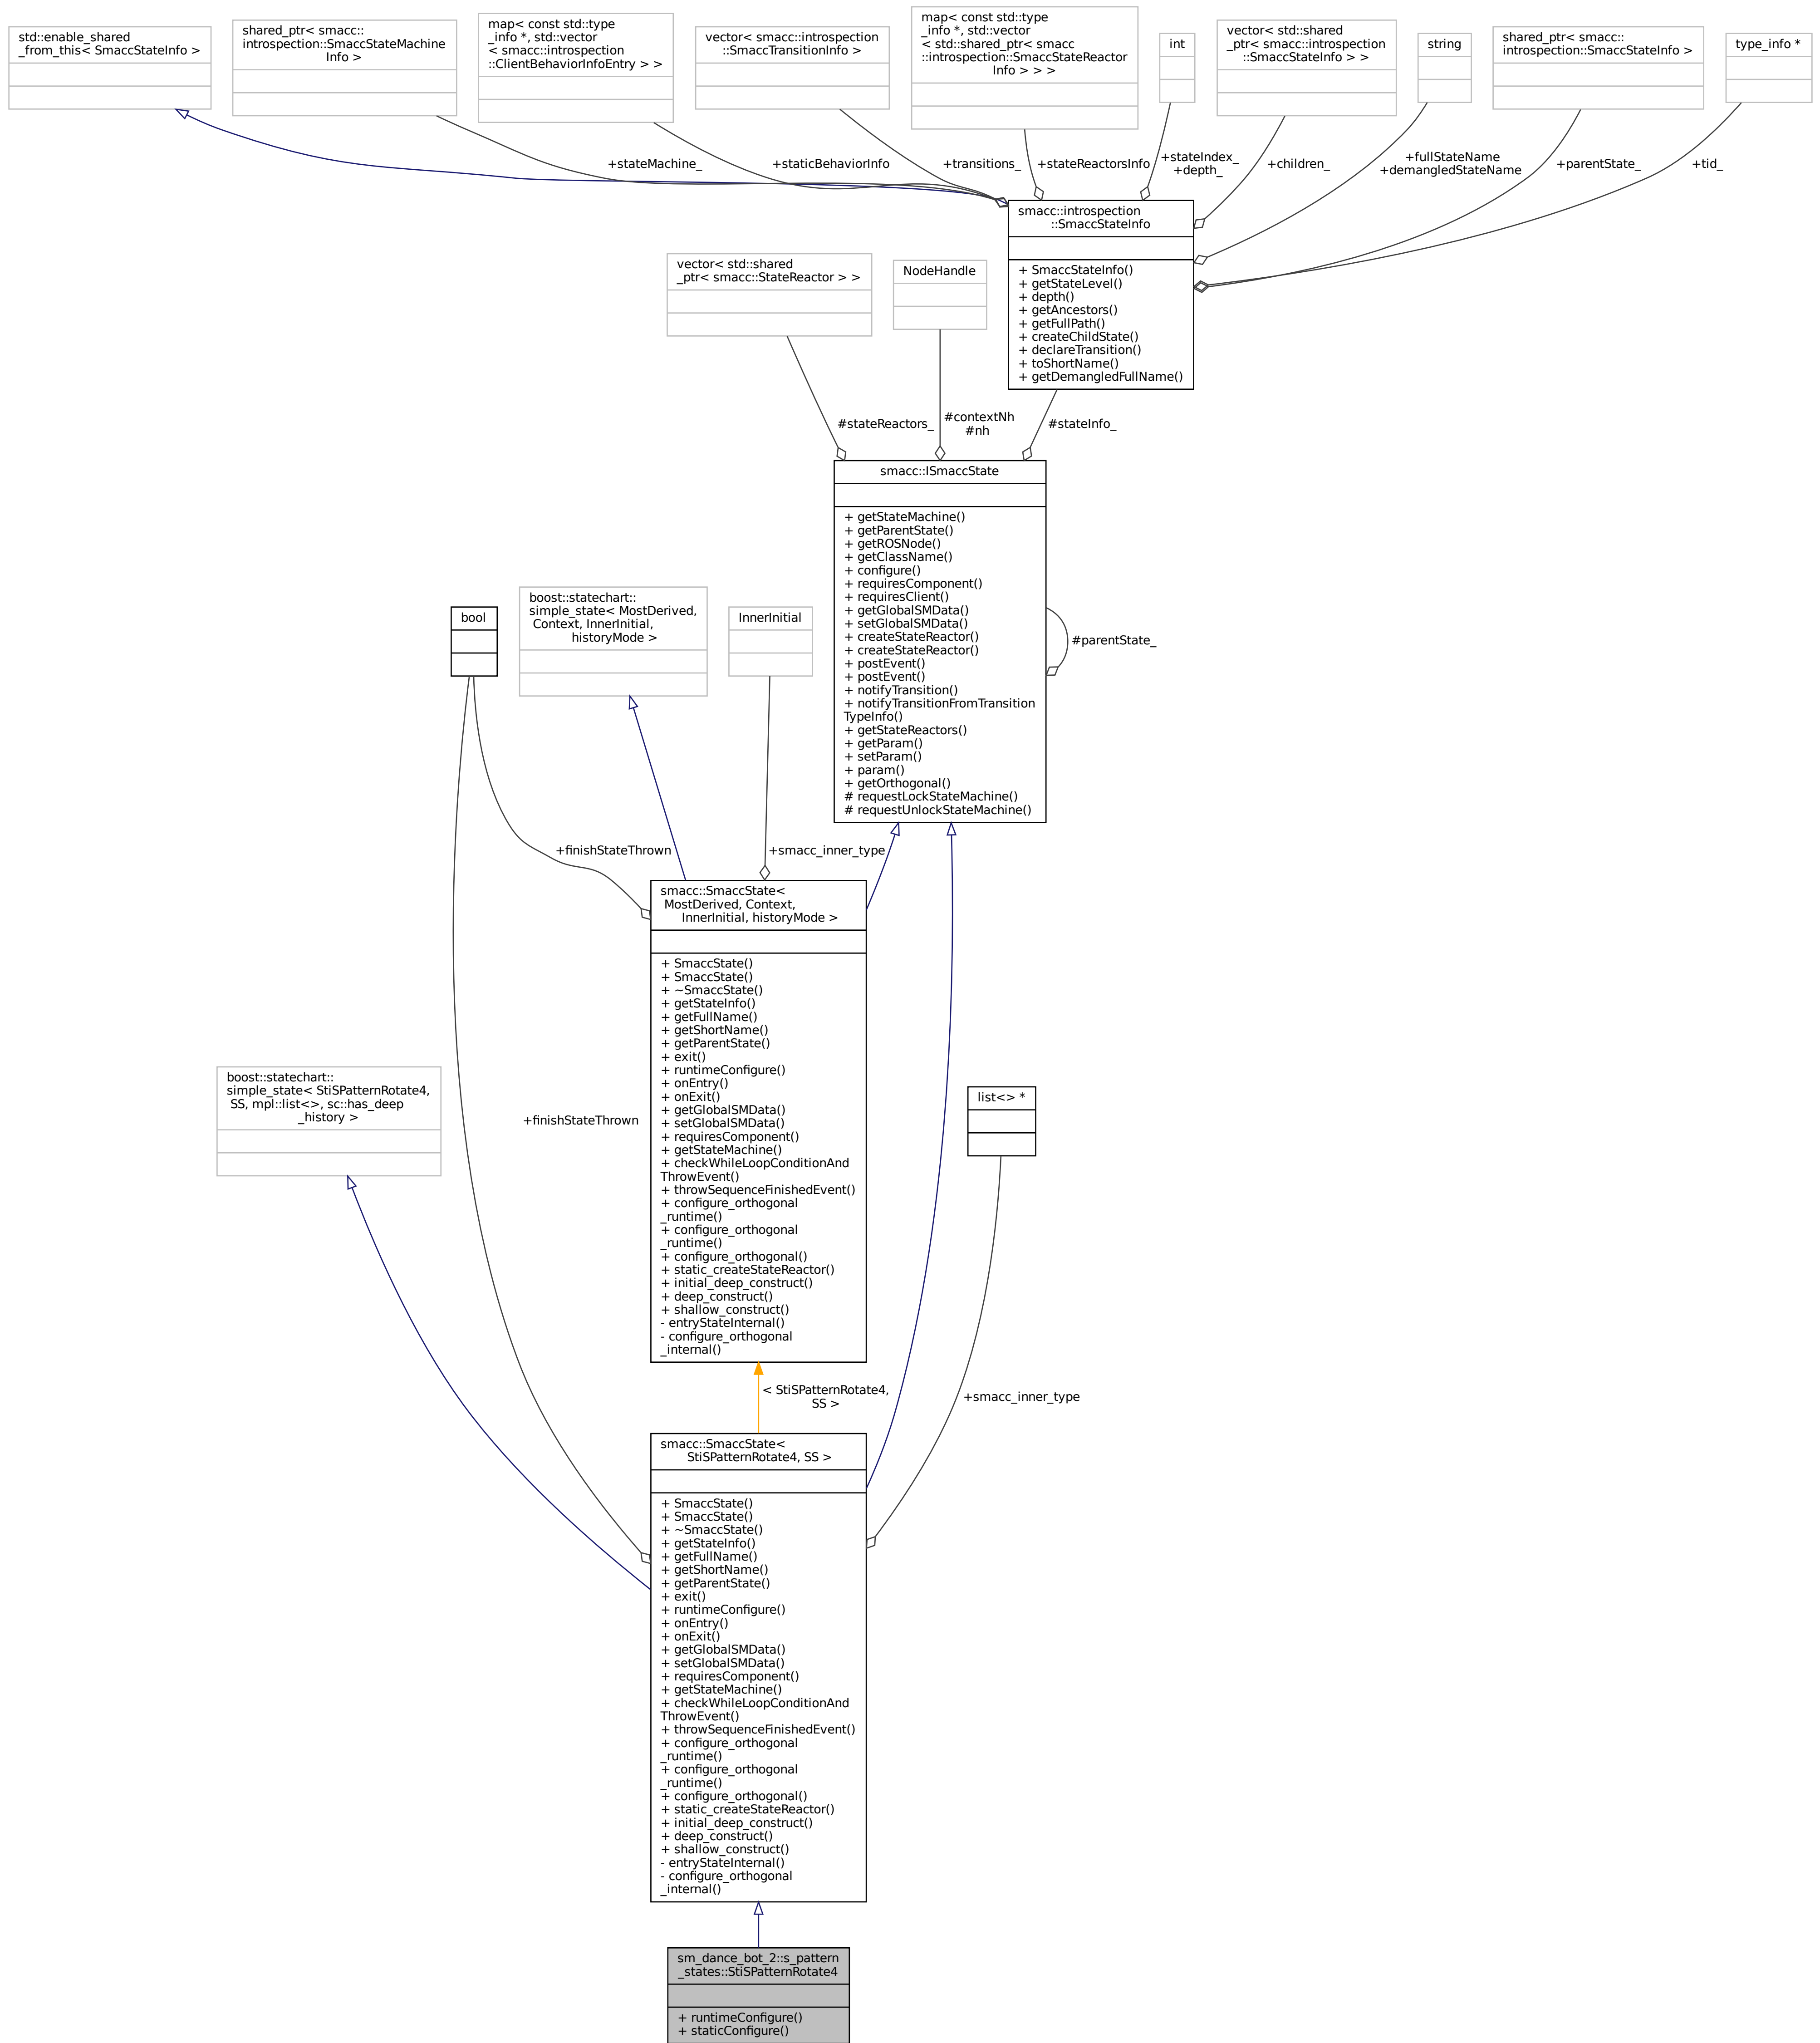 std::enable_shared
_from_this< SmaccStateInfo >
shared_ptr< smacc::
introspection::SmaccStateMachine
Info >
map< const std::type
_info *, std::vector
< smacc::introspection
::ClientBehaviorInfoEntry > >
vector< smacc::introspection
::SmaccTransitionInfo >
map< const std::type
_info *, std::vector
< std::shared_ptr< smacc
::introspection::SmaccStateReactor
Info > > >
int
vector< std::shared
_ptr< smacc::introspection
::SmaccStateInfo > >
string
shared_ptr< smacc::
introspection::SmaccStateInfo >
type_info *
+stateMachine_
+staticBehaviorInfo
+transitions_
+stateReactorsInfo
+stateIndex_
+depth_
+children_
+fullStateName
+demangledStateName
+parentState_
+tid_
smacc::introspection
::SmaccStateInfo
+ SmaccStateInfo()
+ getStateLevel()
+ depth()
+ getAncestors()
+ getFullPath()
+ createChildState()
+ declareTransition()
+ toShortName()
+ getDemangledFullName()
vector< std::shared
_ptr< smacc::StateReactor > >
NodeHandle
#stateReactors_
#contextNh
#nh
#stateInfo_
smacc::ISmaccState
+ getStateMachine()
+ getParentState()
+ getROSNode()
+ getClassName()
+ configure()
+ requiresComponent()
+ requiresClient()
+ getGlobalSMData()
+ setGlobalSMData()
+ createStateReactor()
+ createStateReactor()
+ postEvent()
+ postEvent()
+ notifyTransition()
+ notifyTransitionFromTransition
TypeInfo()
+ getStateReactors()
+ getParam()
+ setParam()
+ param()
+ getOrthogonal()
# requestLockStateMachine()
# requestUnlockStateMachine()
#parentState_
bool
boost::statechart::
simple_state< MostDerived,
Context, InnerInitial,
historyMode >
InnerInitial
+finishStateThrown
+smacc_inner_type
smacc::SmaccState<
MostDerived, Context,
InnerInitial, historyMode >
+ SmaccState()
+ SmaccState()
+ ~SmaccState()
+ getStateInfo()
+ getFullName()
+ getShortName()
+ getParentState()
+ exit()
+ runtimeConfigure()
+ onEntry()
+ onExit()
+ getGlobalSMData()
+ setGlobalSMData()
+ requiresComponent()
+ getStateMachine()
+ checkWhileLoopConditionAnd
ThrowEvent()
+ throwSequenceFinishedEvent()
+ configure_orthogonal
_runtime()
+ configure_orthogonal
_runtime()
+ configure_orthogonal()
+ static_createStateReactor()
+ initial_deep_construct()
+ deep_construct()
+ shallow_construct()
- entryStateInternal()
- configure_orthogonal
_internal()
boost::statechart::
simple_state< StiSPatternRotate4,
SS, mpl::list<>, sc::has_deep
_history >
+finishStateThrown
list<> *
< StiSPatternRotate4,
SS >
+smacc_inner_type
smacc::SmaccState<
StiSPatternRotate4, SS >
+ SmaccState()
+ SmaccState()
+ ~SmaccState()
+ getStateInfo()
+ getFullName()
+ getShortName()
+ getParentState()
+ exit()
+ runtimeConfigure()
+ onEntry()
+ onExit()
+ getGlobalSMData()
+ setGlobalSMData()
+ requiresComponent()
+ getStateMachine()
+ checkWhileLoopConditionAnd
ThrowEvent()
+ throwSequenceFinishedEvent()
+ configure_orthogonal
_runtime()
+ configure_orthogonal
_runtime()
+ configure_orthogonal()
+ static_createStateReactor()
+ initial_deep_construct()
+ deep_construct()
+ shallow_construct()
- entryStateInternal()
- configure_orthogonal
_internal()
sm_dance_bot_2::s_pattern
_states::StiSPatternRotate4
+ runtimeConfigure()
+ staticConfigure()